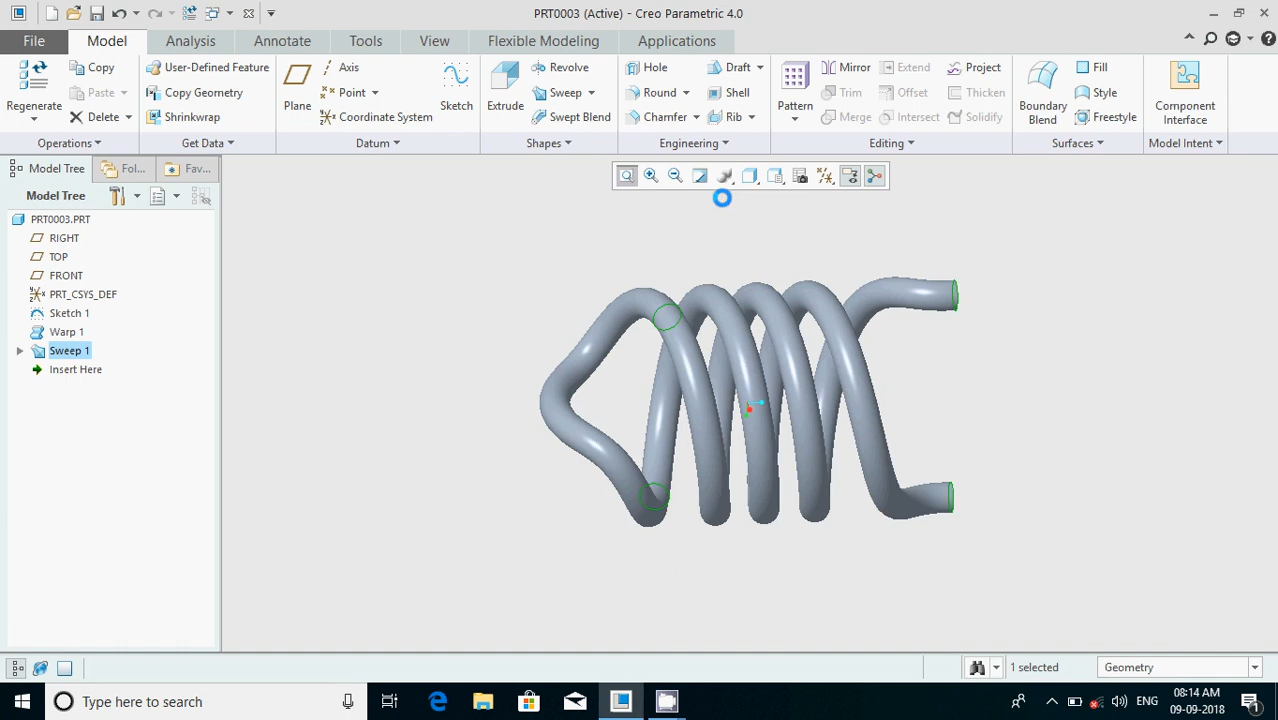 PRT0003 (Active) - Creo Parametric 4.0
File Model Analysis Annotate Tools View Flexible Modeling Applications
Regenerate
Copy
Paste
Delete
Operations
User-Defined Feature
Copy Geometry
Shrinkwrap
Get Data
Plane
Axis
Point
Coordinate System
Sketch
Datum
Extrude
Revolve
Sweep
Swept Blend
Shapes
Hole
Round
Chamfer
Draft
Shell
Rib
Engineering
Pattern
Mirror
Trim
Merge
Extend
Offset
Intersect
Project
Thicken
Solidify
Editing
Boundary
Blend
Fill
Style
Freestyle
Surfaces
Component
Interface
Model Intent
Model Tree Fol... Fav...
Model Tree
PRT0003.PRT
RIGHT
TOP
FRONT
PRT_CSYS_DEF
Sketch 1
Warp 1
Sweep 1
Insert Here
1 selected
Geometry
Type here to search
ENG
08:14 AM
09-09-2018
1